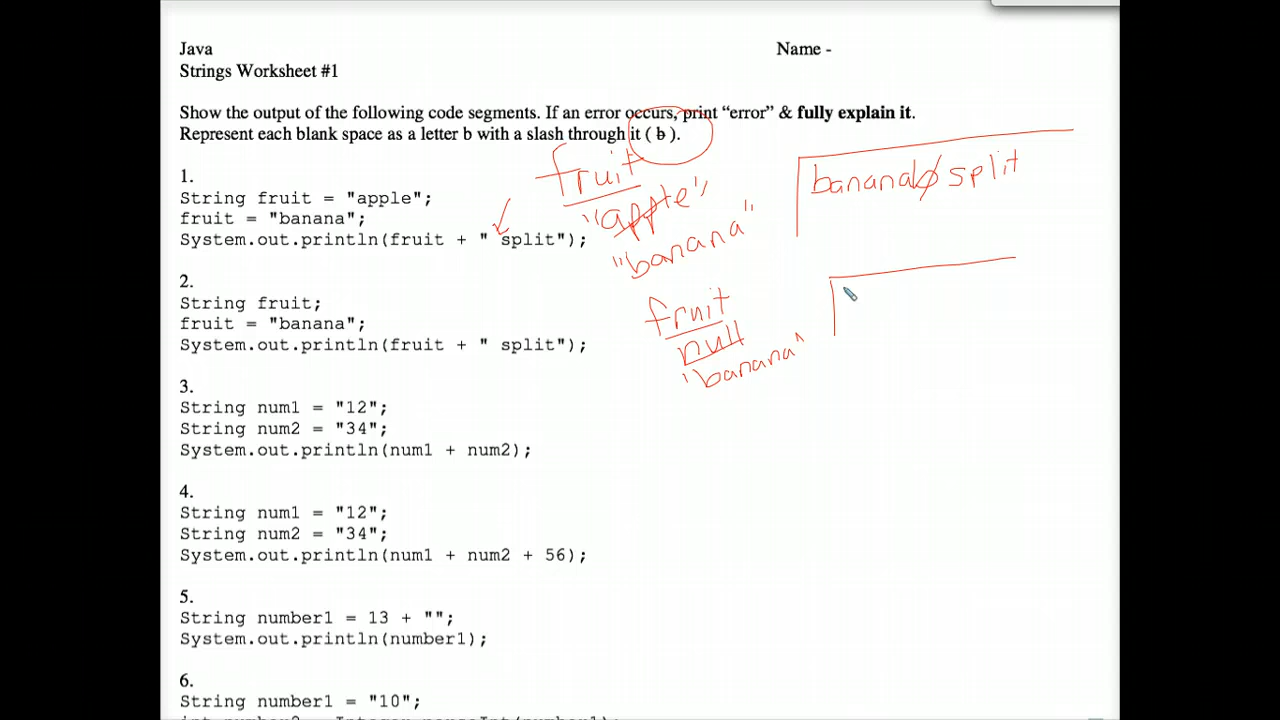 Java
Name -
Strings Worksheet #1
Show the output of the following code segments. If an error occurs, print “error” & fully explain it.
Represent each blank space as a letter b with a slash through it ( b ).
1.
String fruit = "apple";
fruit = "banana";
System.out.println(fruit + " split");
fruit
"apple"
"banana"
bananab split
2.
String fruit;
fruit = "banana";
System.out.println(fruit + " split");
fruit
null
"banana"
3.
String num1 = "12";
String num2 = "34";
System.out.println(num1 + num2);
4.
String num1 = "12";
String num2 = "34";
System.out.println(num1 + num2 + 56);
5.
String number1 = 13 + "";
System.out.println(number1);
6.
String number1 = "10";